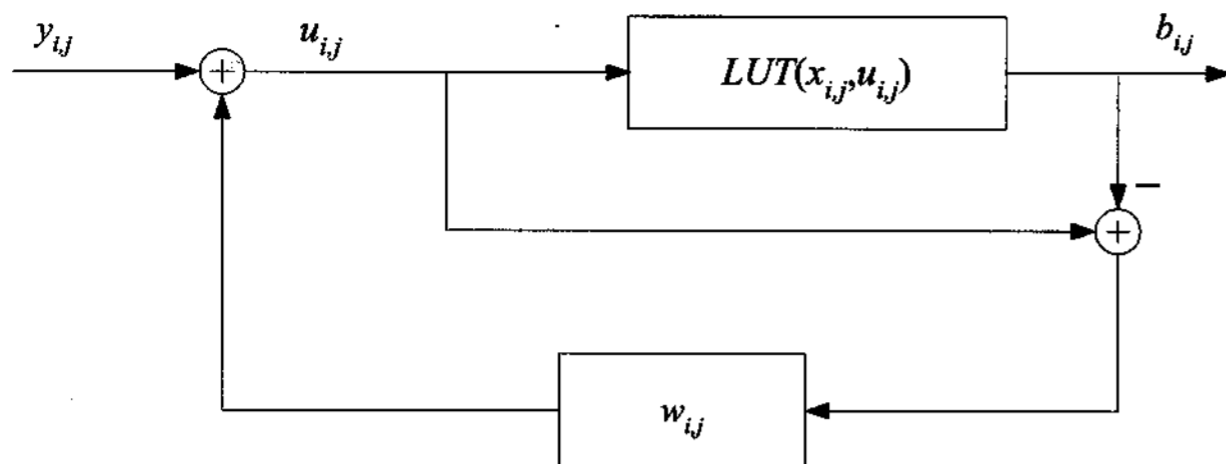 y_{i,j}
u_{i,j}
LUT(x_{i,j},u_{i,j})
b_{i,j}
+
−
+
w_{i,j}